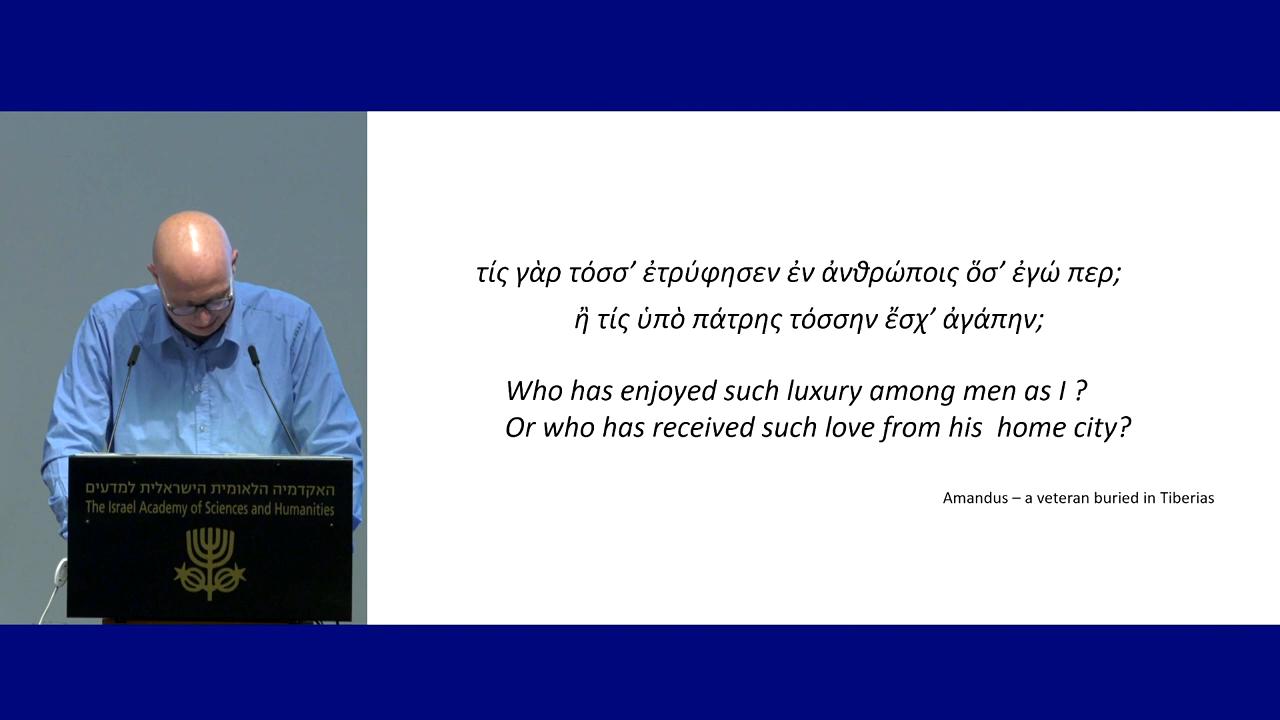 τίς γὰρ τόσσ’ ἐτρύφησεν ἐν ἀνθρώποις ὅσ’ ἐγώ περ;
ἢ τίς ὑπὸ πάτρης τόσσην ἔσχ’ ἀγάπην;
Who has enjoyed such luxury among men as I ?
Or who has received such love from his  home city?
Amandus – a veteran buried in Tiberias
האקדמיה הלאומית הישראלית למדעים
The Israel Academy of Sciences and Humanities